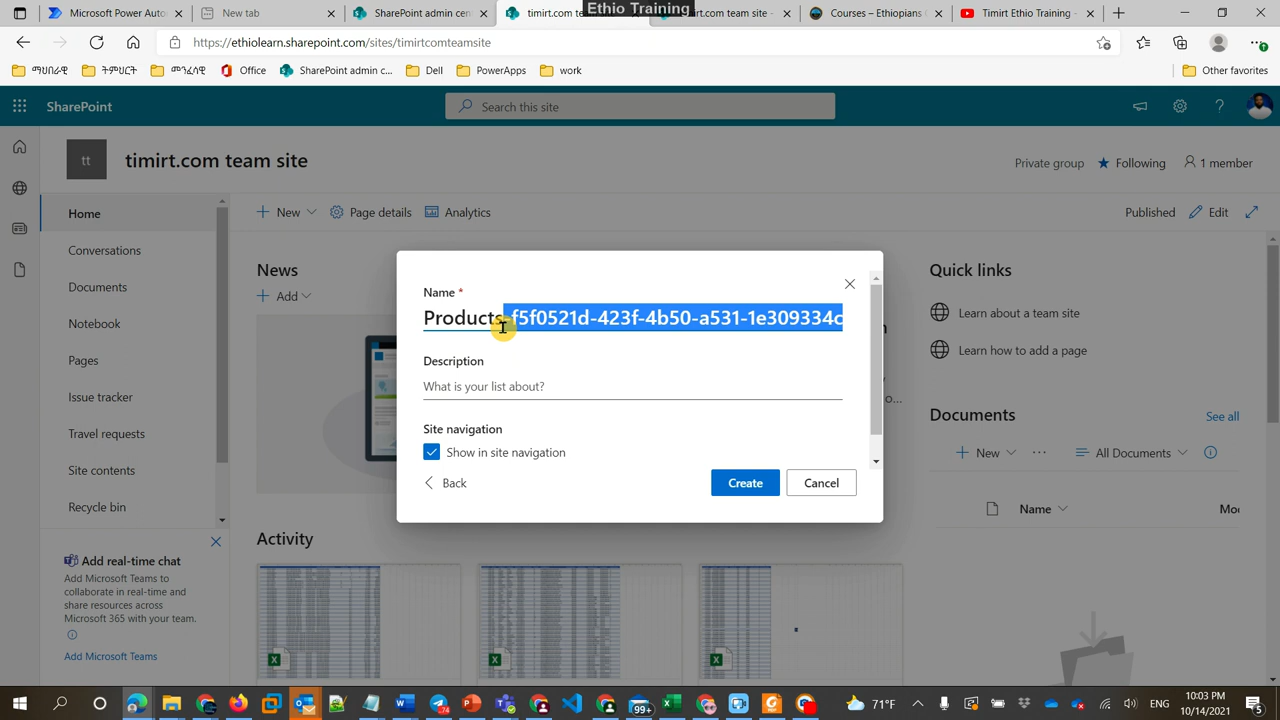 Ethio Training
Microsoft Power Auto
New tab
SharePoint admin cen
timirt.com team site
m team site -
Courses – Ethiopians
Timirt Ethio Training -
https://ethiolearn.sharepoint.com/sites/timirtcomteamsite
ማህበራዊ
ትምህርት
መንፈሳዊ
Office
SharePoint admin c...
Dell
PowerApps
work
Other favorites
SharePoint
Search this site
tt
timirt.com team site
Private group
Following
1 member
Home
Conversations
Documents
Notebook
Pages
Issue tracker
Travel requests
Site contents
Recycle bin
Add real-time chat
Add Microsoft Teams to
collaborate in real-time and
share resources across
Microsoft 365 with your team.
Add Microsoft Teams
New
Page details
Analytics
Published
Edit
News
Add
Name *
Products-f5f0521d-423f-4b50-a531-1e309334c
Description
What is your list about?
Site navigation
Show in site navigation
Back
Create
Cancel
Activity
Quick links
Learn about a team site
Learn how to add a page
Documents
See all
New
All Documents
Name
Mo
99+
71°F
ENG
10:03 PM
10/14/2021